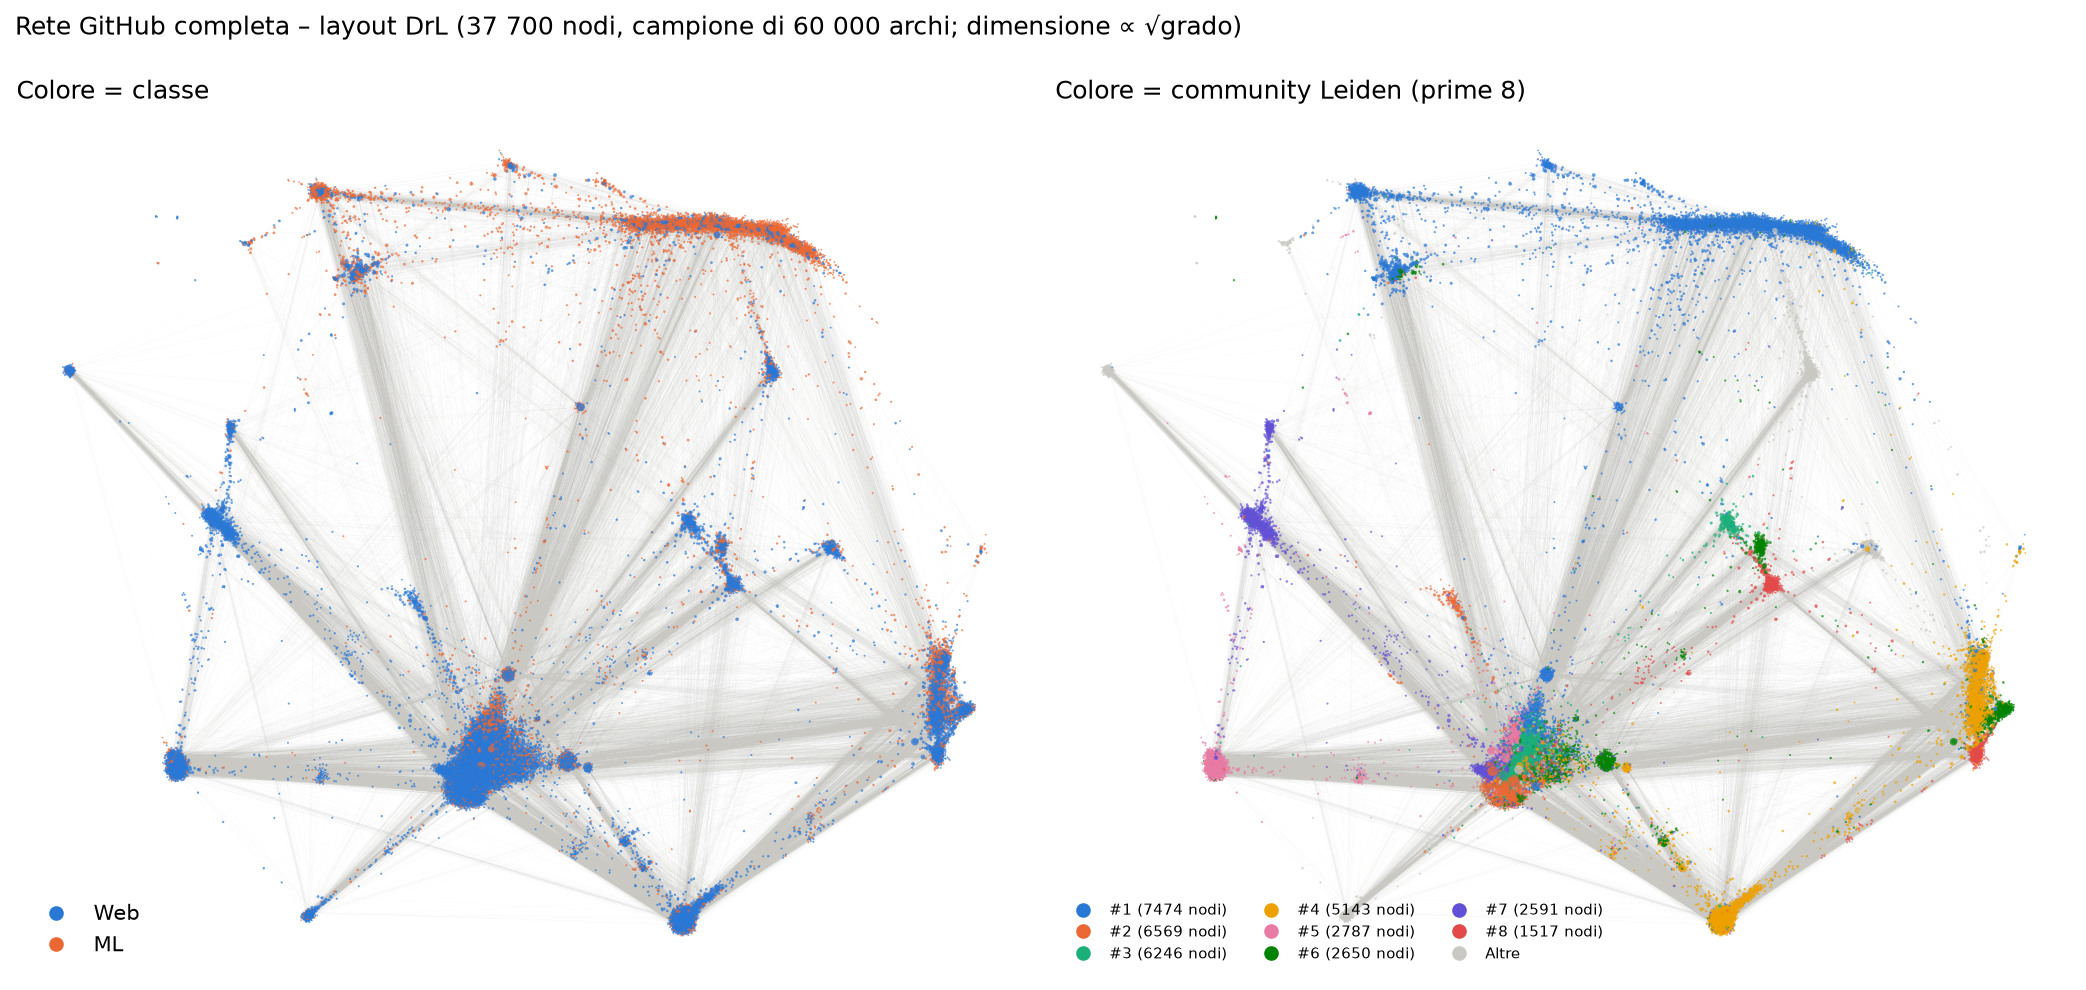 Rete GitHub completa – layout DrL (37 700 nodi, campione di 60 000 archi; dimensione ∝ √grado)
Colore = classe
Web
ML
Colore = community Leiden (prime 8)
#1 (7474 nodi)
#2 (6569 nodi)
#3 (6246 nodi)
#4 (5143 nodi)
#5 (2787 nodi)
#6 (2650 nodi)
#7 (2591 nodi)
#8 (1517 nodi)
Altre